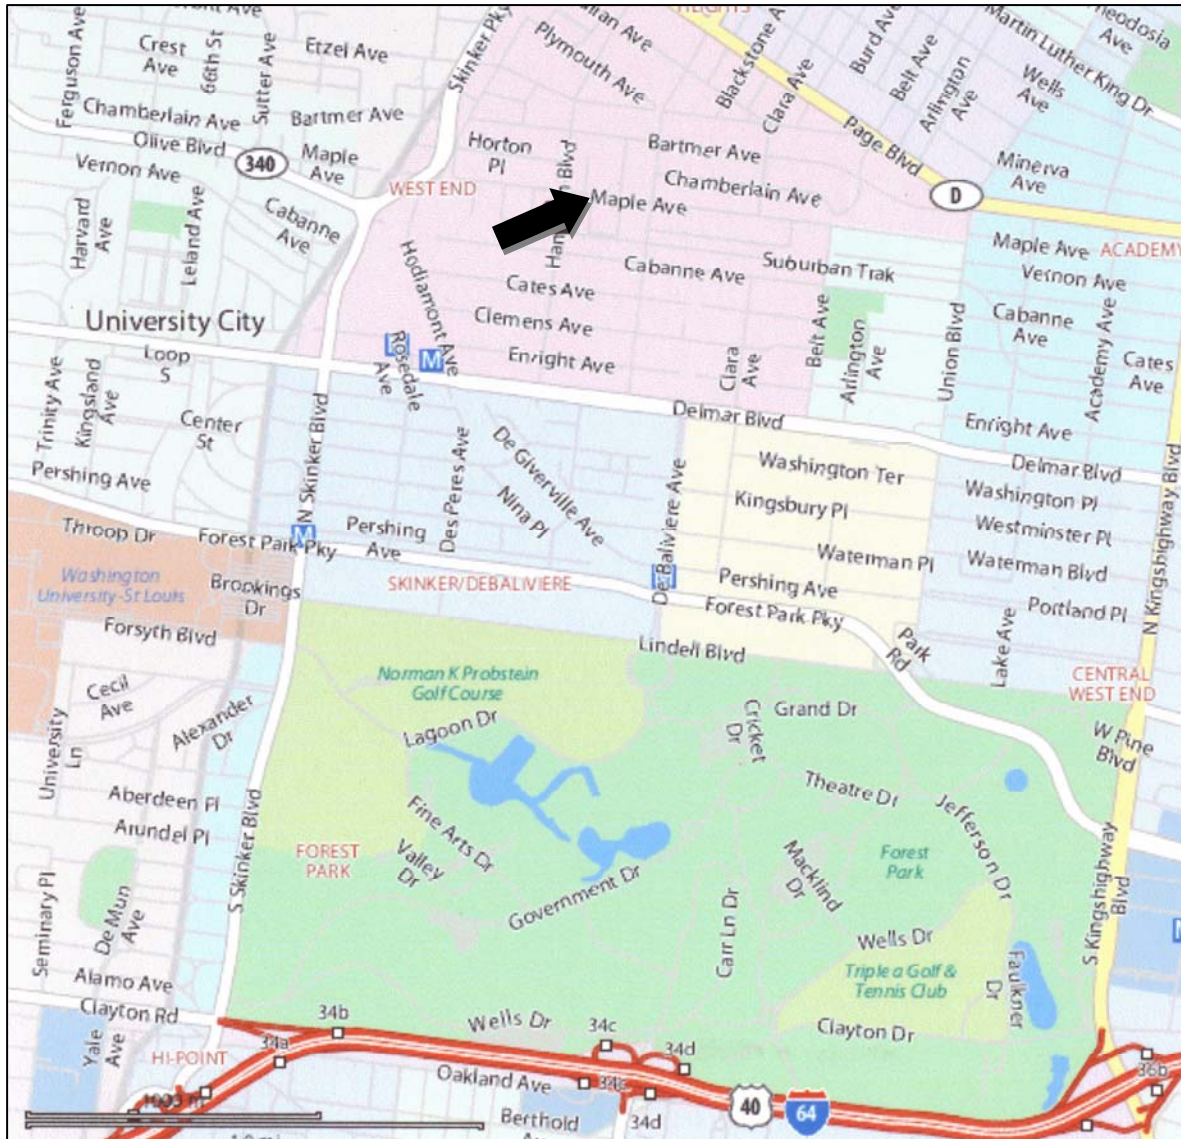 HEIGHTS
Skinker Pky
Plymouth Ave
Blackstone
Burd Ave
Belt Ave
Arlington
Ave
Theodosia
Ave
Martin Luther King Dr
Wells
Ave
Ferguson Ave
Crest
Ave
66th St
Sutter Ave
Etzel Ave
Clara Ave
Page Blvd
Chamberlain Ave
Bartmer Ave
Olive Blvd
340
Maple
Ave
Horton
Pl
Bartmer Ave
Minerva
Ave
Vernon Ave
WEST END
Chamberlain Ave
Maple Ave
D
Harvard
Ave
Leland Ave
Cabanne
Ave
Hodiamont Ave
Cabanne Ave
Suburban Trak
Maple Ave
ACADEMY
Vernon Ave
Cates Ave
Cabanne
Ave
University City
Clemens Ave
Belt Ave
Arlington
Ave
Union Blvd
Academy Ave
Cates
Ave
Loop
S
Rosedale
Ave
M
Enright Ave
Clara
Ave
Trinity Ave
Kingsland
Ave
Center
St
Delmar Blvd
Enright Ave
Delmar Blvd
Pershing Ave
N Skinker Blvd
Des Peres Ave
De Giverville Ave
Nina Pl
De Baliviere Ave
Washington Ter
Kingsbury Pl
Waterman Pl
Washington Pl
Westminster Pl
Waterman Blvd
N Kingshighway Blvd
Throop Dr
Forest Park Pky
M
Pershing
Ave
Washington
University-St Louis
Brookings
Dr
SKINKER/DEBALIVIERE
Pershing Ave
Forest Park Pky
Portland Pl
Forsyth Blvd
Lindell Blvd
Park
Rd
Lake Ave
CENTRAL
WEST END
Norman K Probstein
Golf Course
Cecil
Ave
Alexander
Dr
University
Ln
Lagoon Dr
Cricket
Dr
Grand Dr
W Pine
Blvd
Aberdeen Pl
Arundel Pl
S Skinker Blvd
Fine Arts Dr
Valley
Dr
Theatre Dr
Jefferson Dr
FOREST
PARK
Government Dr
Macklind
Dr
Forest
Park
S Kingshighway
Blvd
Seminary Pl
De Mun
Ave
Carr Ln Dr
Wells Dr
Triple a Golf &
Tennis Club
Faulkner
Dr
Alamo Ave
Clayton Rd
Yale
Ave
HI-POINT
34a
34b
Wells Dr
34c
34d
Clayton Dr
Oakland Ave
34d
Berthold
40
64
36b